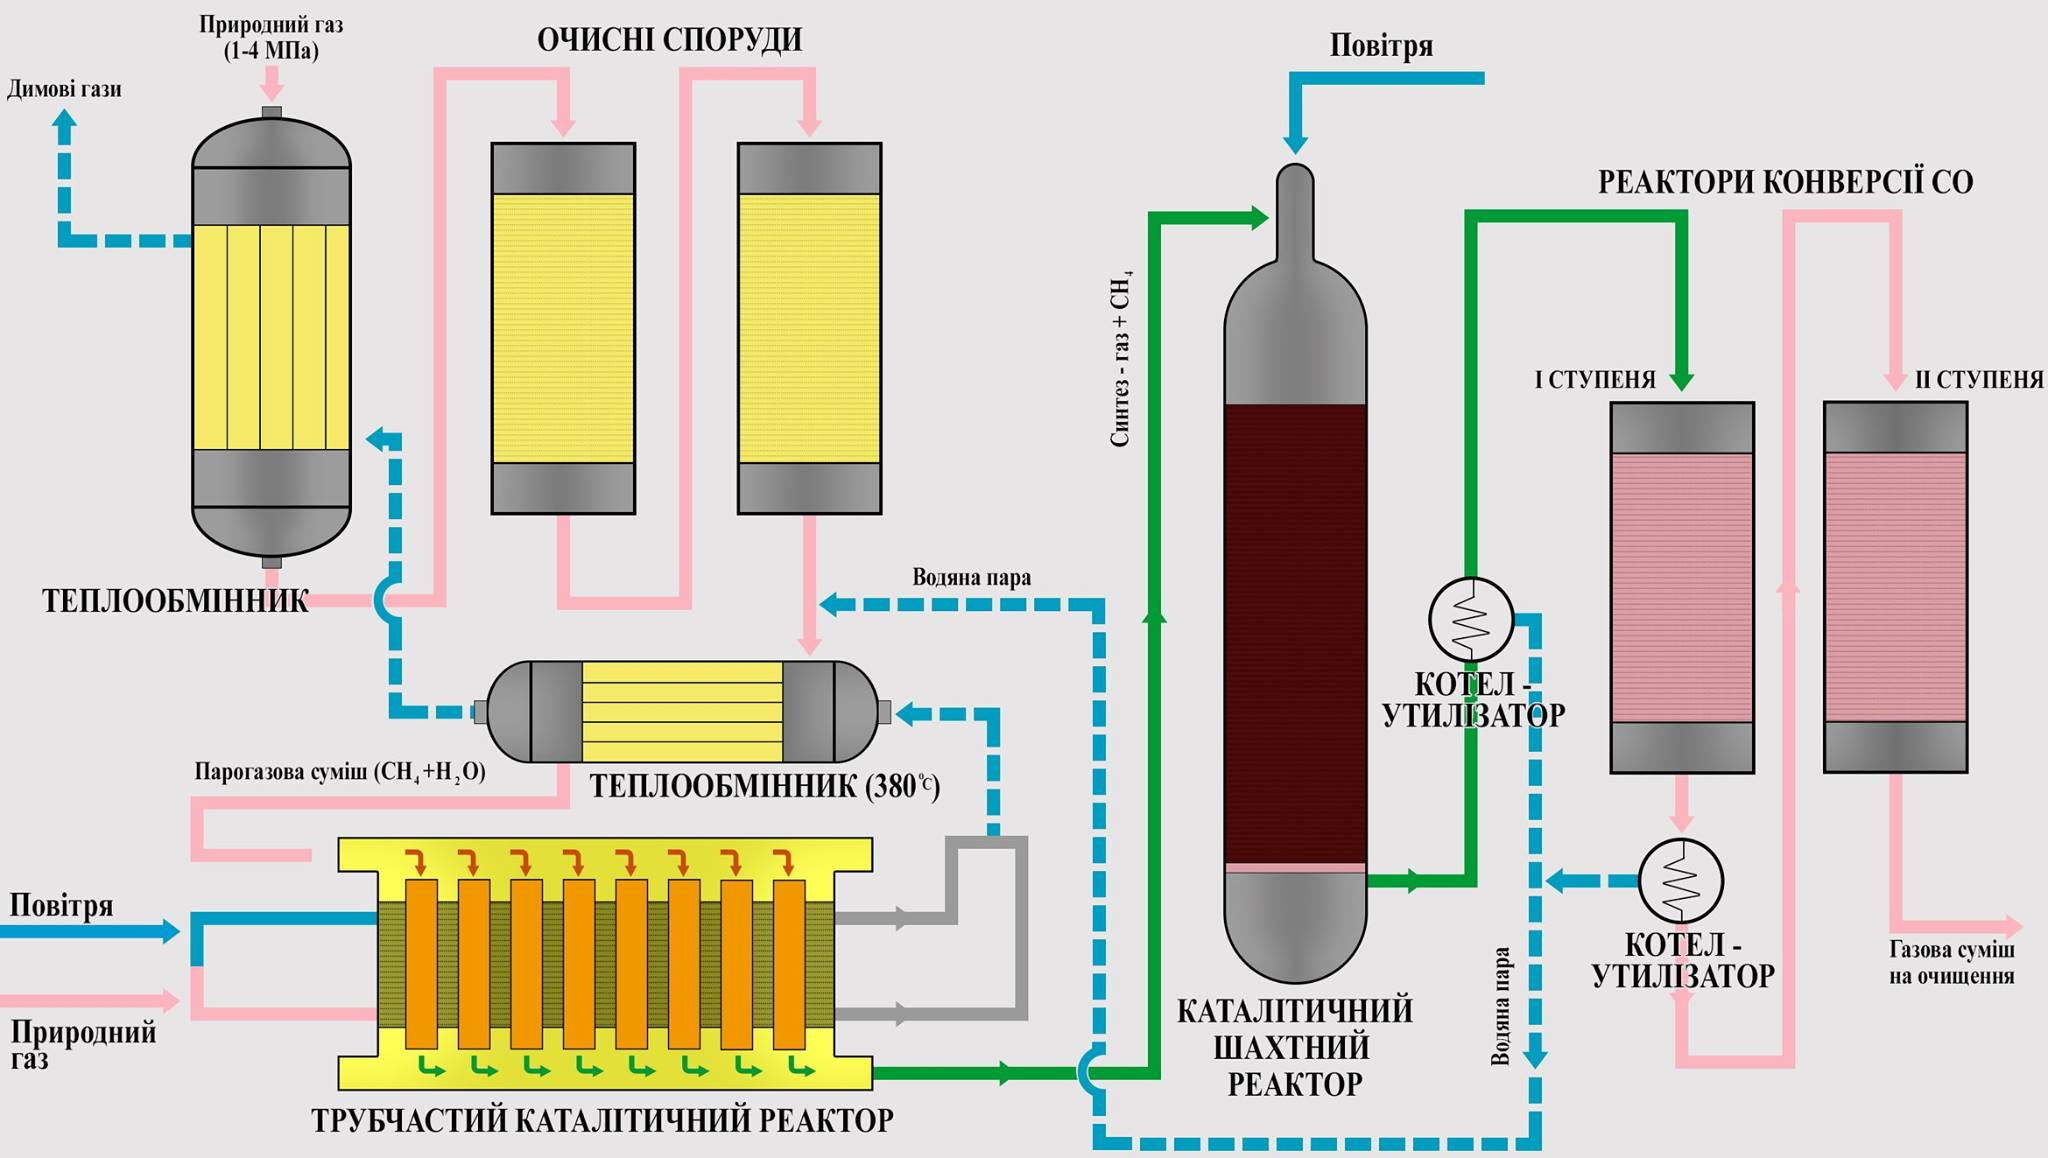 Природний газ
(1-4 МПа)
Димові гази
ОЧИСНІ СПОРУДИ
Повітря
РЕАКТОРИ КОНВЕРСІЇ СО
Синтез - газ + CH₄
І СТУПЕНЯ
ІІ СТУПЕНЯ
Водяна пара
ТЕПЛООБМІННИК
КОТЕЛ -
УТИЛІЗАТОР
Парогазова суміш (CH₄+H₂O)
ТЕПЛООБМІННИК (380°C)
Повітря
Природний
газ
КОТЕЛ -
УТИЛІЗАТОР
Газова суміш
на очищення
Водяна пара
КАТАЛІТИЧНИЙ
ШАХТНИЙ
РЕАКТОР
ТРУБЧАСТИЙ КАТАЛІТИЧНИЙ РЕАКТОР